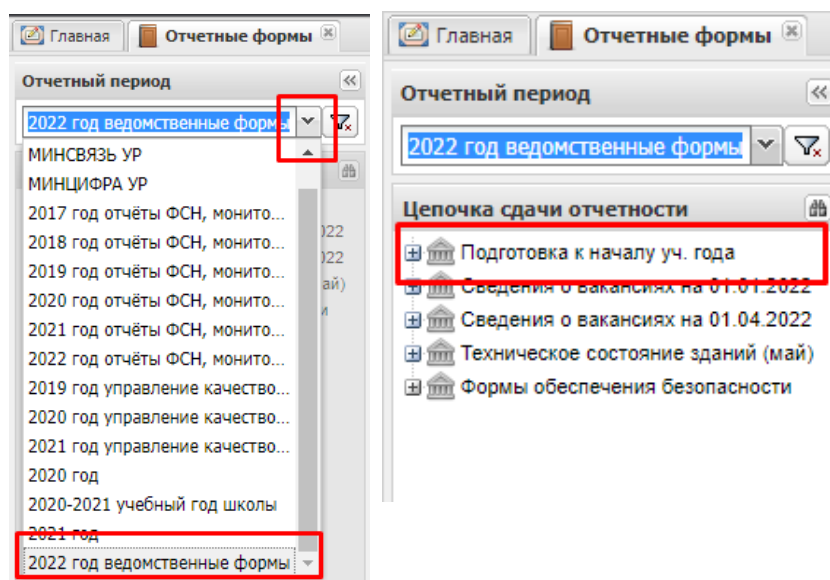 Главная
Отчетные формы
Отчетный период
2022 год ведомственные формы
МИНСВЯЗЬ УР
МИНЦИФРА УР
2017 год отчёты ФСН, монито...
2018 год отчёты ФСН, монито...
2019 год отчёты ФСН, монито...
2020 год отчёты ФСН, монито...
2021 год отчёты ФСН, монито...
2022 год отчёты ФСН, монито...
2019 год управление качество...
2020 год управление качество...
2021 год управление качество...
2020 год
2020-2021 учебный год школы
2021 год
2022 год ведомственные формы
022
022
ай)
и
Главная
Отчетные формы
Отчетный период
2022 год ведомственные формы
Цепочка сдачи отчетности
Подготовка к началу уч. года
Сведения о вакансиях на 01.01.2022
Сведения о вакансиях на 01.04.2022
Техническое состояние зданий (май)
Формы обеспечения безопасности